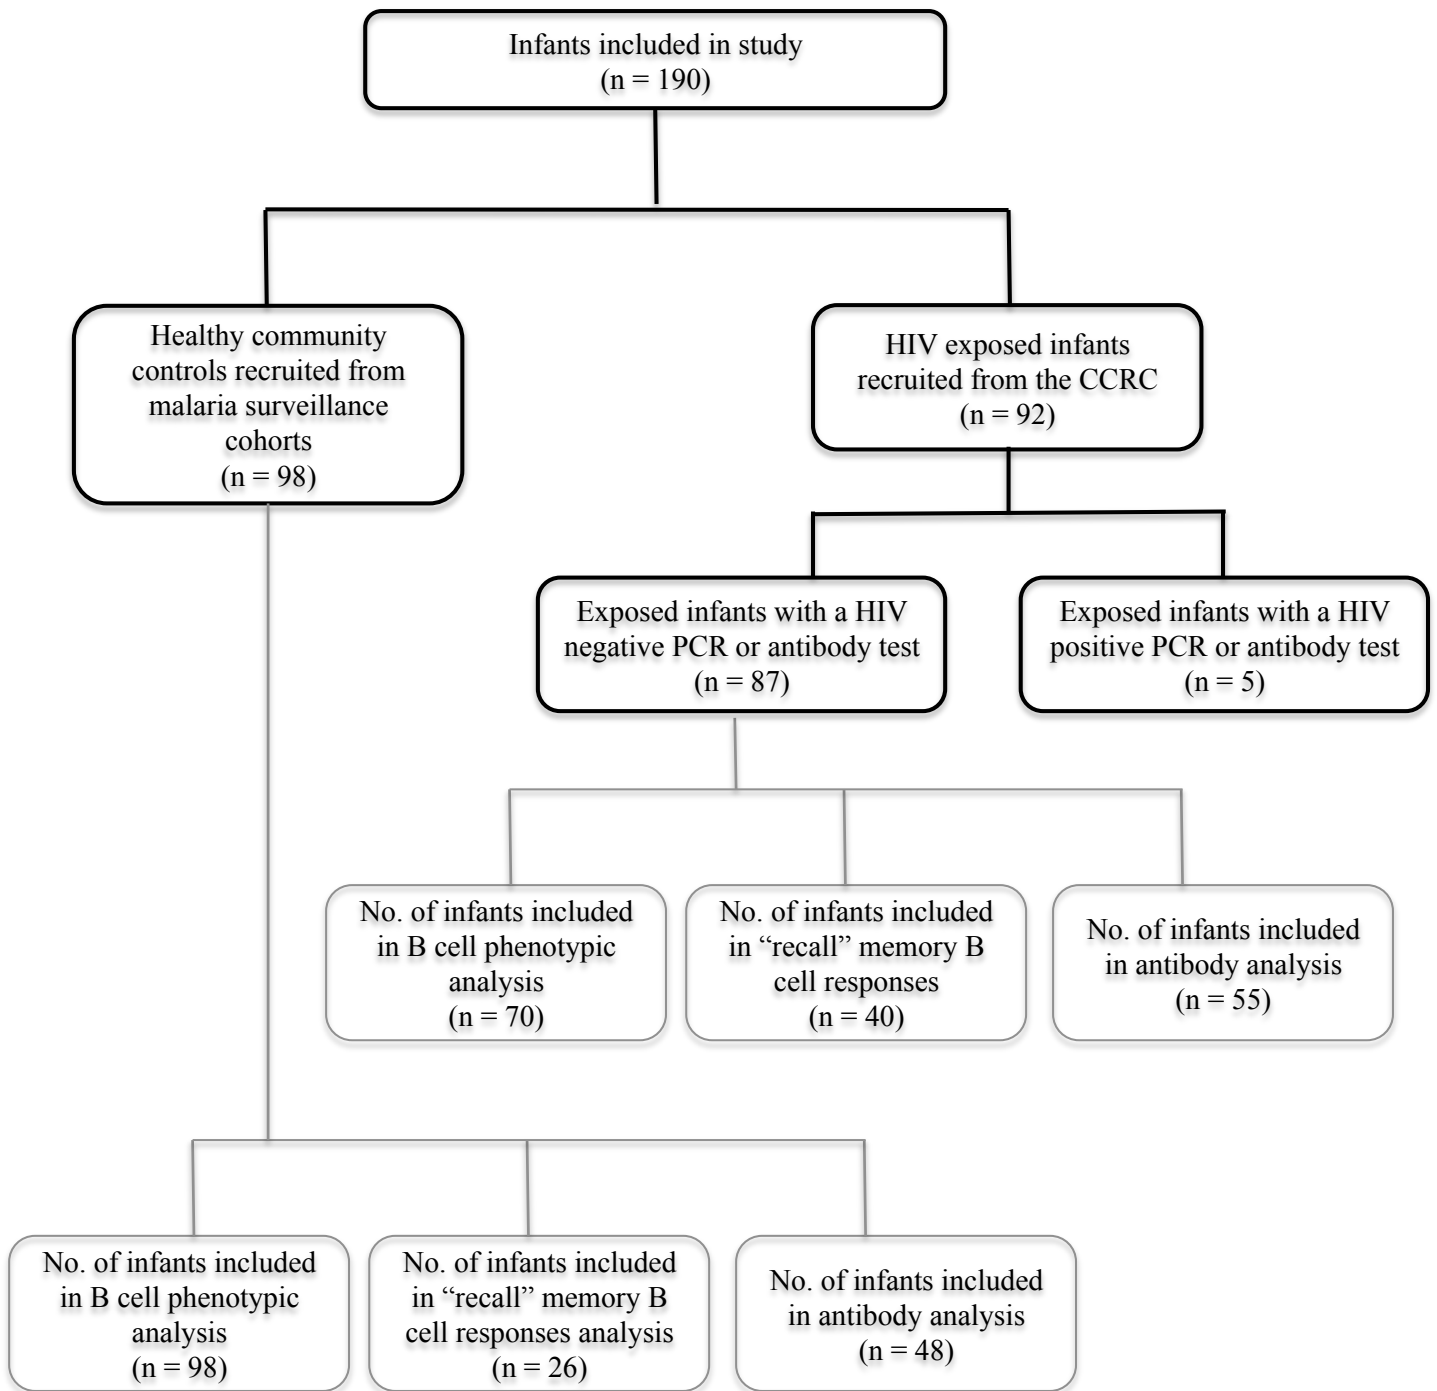 Infants included in study
(n = 190)
Healthy community
controls recruited from
malaria surveillance
cohorts
(n = 98)
HIV exposed infants
recruited from the CCRC
(n = 92)
Exposed infants with a HIV
negative PCR or antibody test
(n = 87)
Exposed infants with a HIV
positive PCR or antibody test
(n = 5)
No. of infants included
in B cell phenotypic
analysis
(n = 70)
No. of infants included
in “recall” memory B
cell responses
(n = 40)
No. of infants included
in antibody analysis
(n = 55)
No. of infants included
in B cell phenotypic
analysis
(n = 98)
No. of infants included
in “recall” memory B
cell responses analysis
(n = 26)
No. of infants included
in antibody analysis
(n = 48)